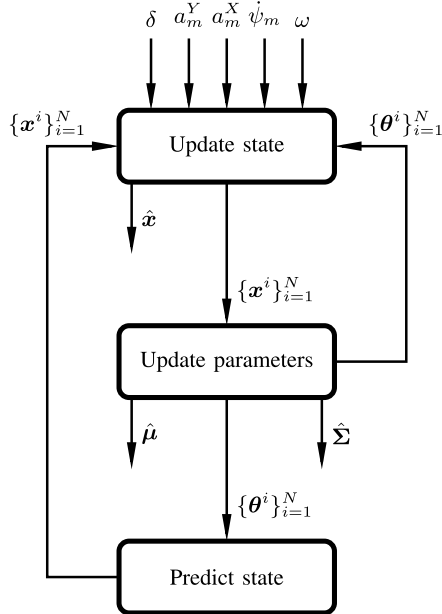 δ a_m^Y a_m^X ψ̇_m ω
{x^i}_{i=1}^N {θ^i}_{i=1}^N
Update state
x̂
{x^i}_{i=1}^N
Update parameters
μ̂ Σ̂
{θ^i}_{i=1}^N
Predict state